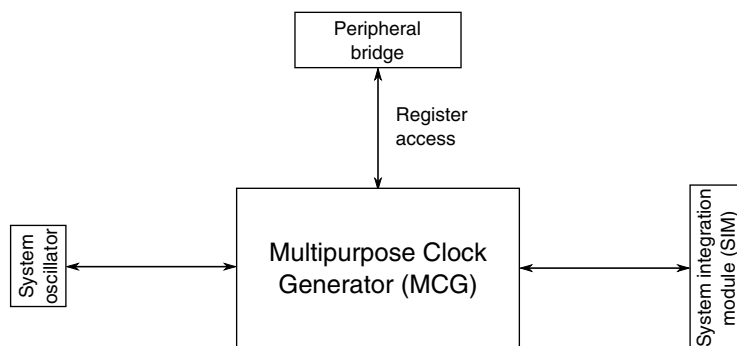 Peripheral
bridge
Register
access
System
oscillator
Multipurpose Clock
Generator (MCG)
System integration
module (SIM)